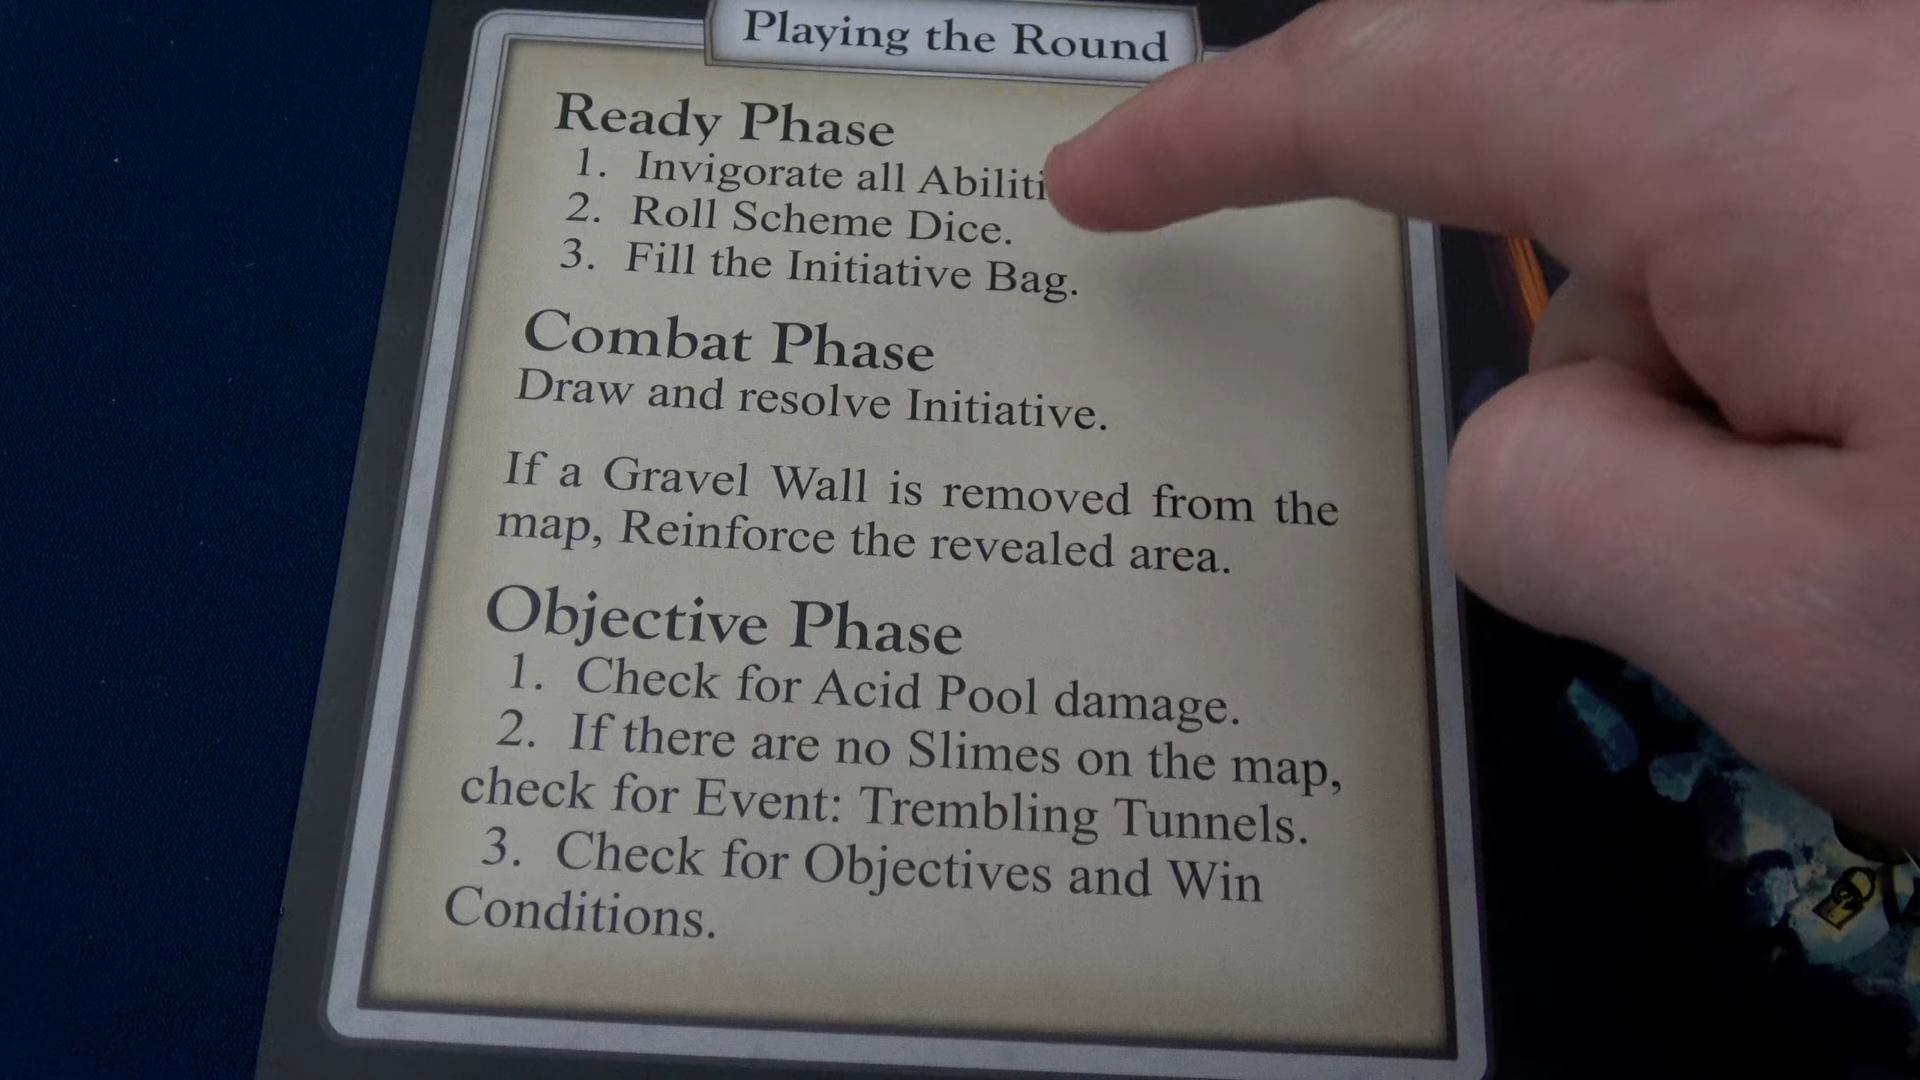 Playing the Round
Ready Phase
1. Invigorate all
2. Roll Scheme Dice.
3. Fill the Initiative Bag.
Combat Phase
Draw and resolve Initiative.
If a Gravel Wall is removed from the
map, Reinforce the revealed area.
Objective Phase
1. Check for Acid Pool damage.
2. If there are no Slimes on the map,
check for Event: Trembling Tunnels.
3. Check for Objectives and Win
Conditions.